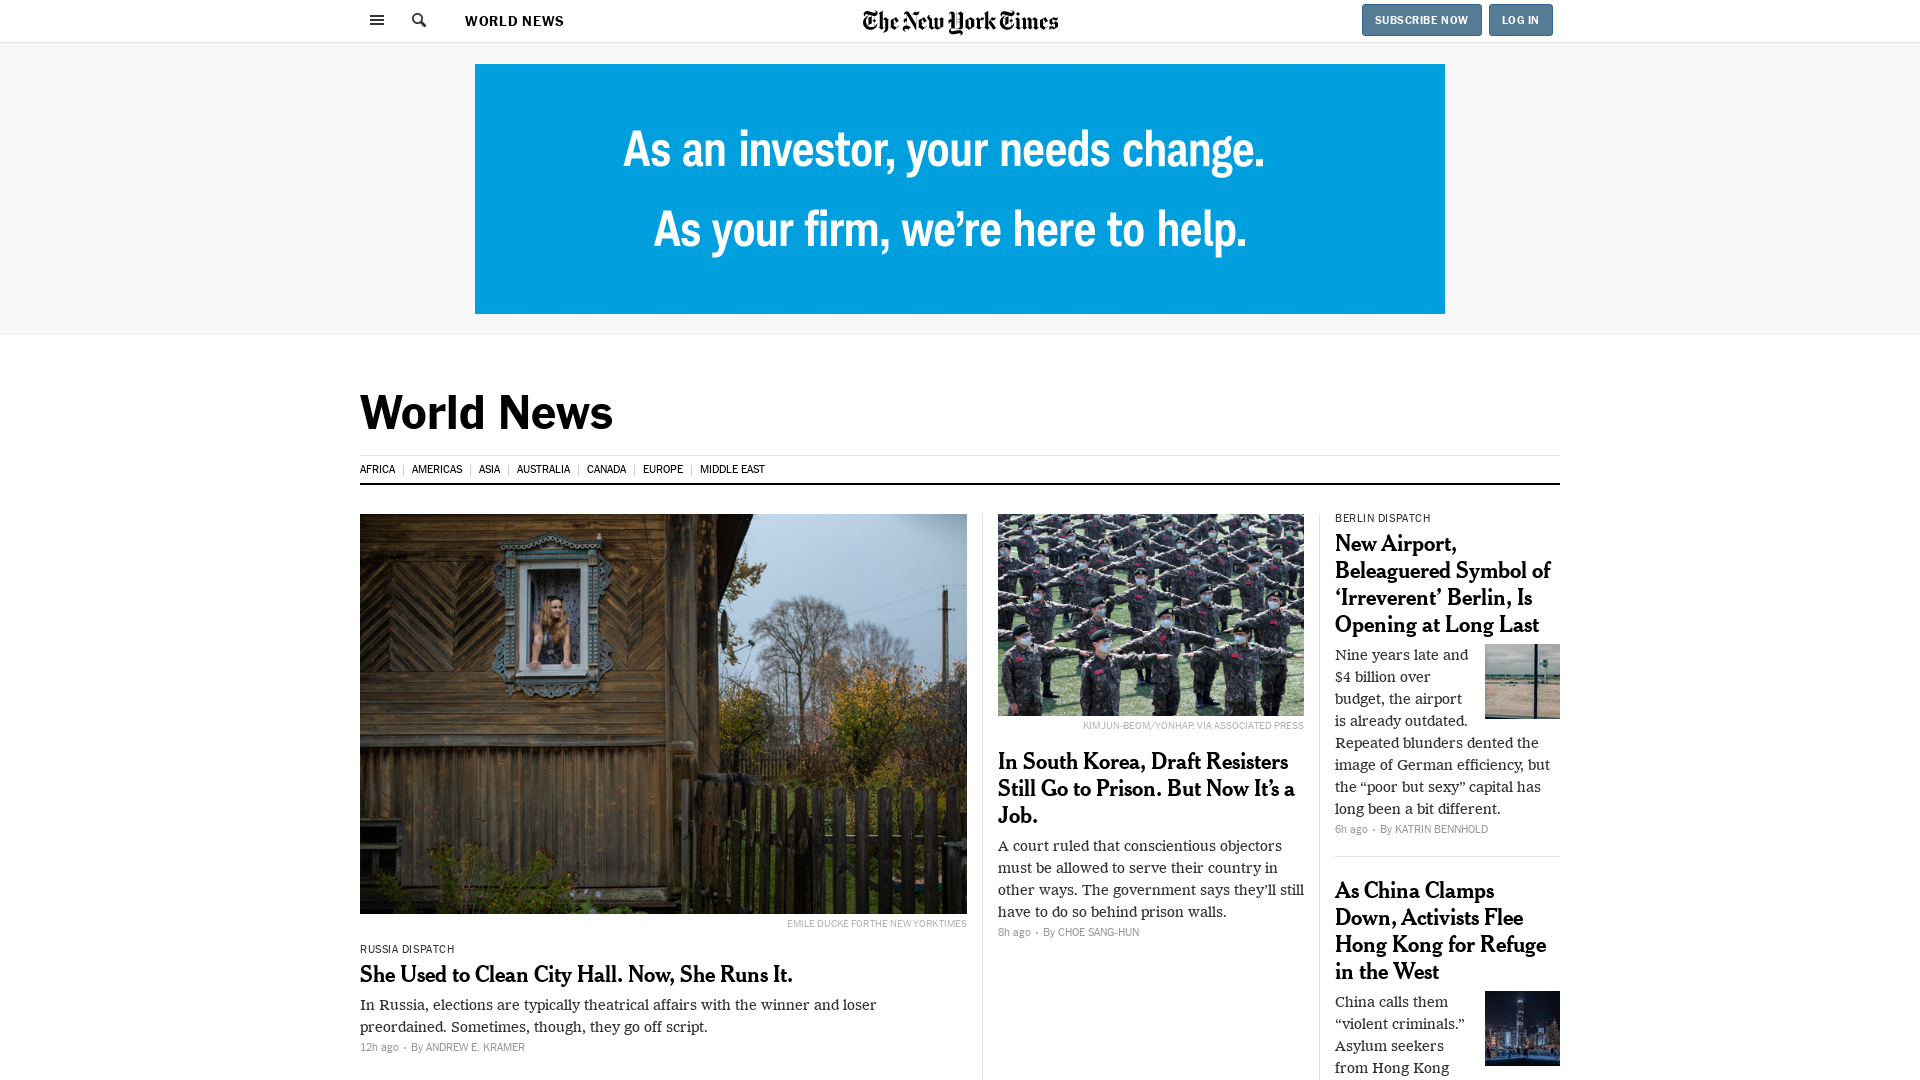 WORLD NEWS
The New York Times
SUBSCRIBE NOW
LOG IN
As an investor, your needs change.
As your firm, we're here to help.
World News
AFRICA
AMERICAS
ASIA
AUSTRALIA
CANADA
EUROPE
MIDDLE EAST
EMILE DUCKE FOR THE NEW YORK TIMES
RUSSIA DISPATCH
She Used to Clean City Hall. Now, She Runs It.
In Russia, elections are typically theatrical affairs with the winner and loser
preordained. Sometimes, though, they go off script.
12h ago · By ANDREW E. KRAMER
KIM JUN-BEOM/YONHAP, VIA ASSOCIATED PRESS
In South Korea, Draft Resisters
Still Go to Prison. But Now It’s a
Job.
A court ruled that conscientious objectors
must be allowed to serve their country in
other ways. The government says they’ll still
have to do so behind prison walls.
8h ago · By CHOE SANG-HUN
BERLIN DISPATCH
New Airport,
Beleaguered Symbol of
‘Irreverent’ Berlin, Is
Opening at Long Last
Nine years late and
$4 billion over
budget, the airport
is already outdated.
Repeated blunders dented the
image of German efficiency, but
the “poor but sexy” capital has
long been a bit different.
6h ago · By KATRIN BENNHOLD
As China Clamps
Down, Activists Flee
Hong Kong for Refuge
in the West
China calls them
“violent criminals.”
Asylum seekers
from Hong Kong